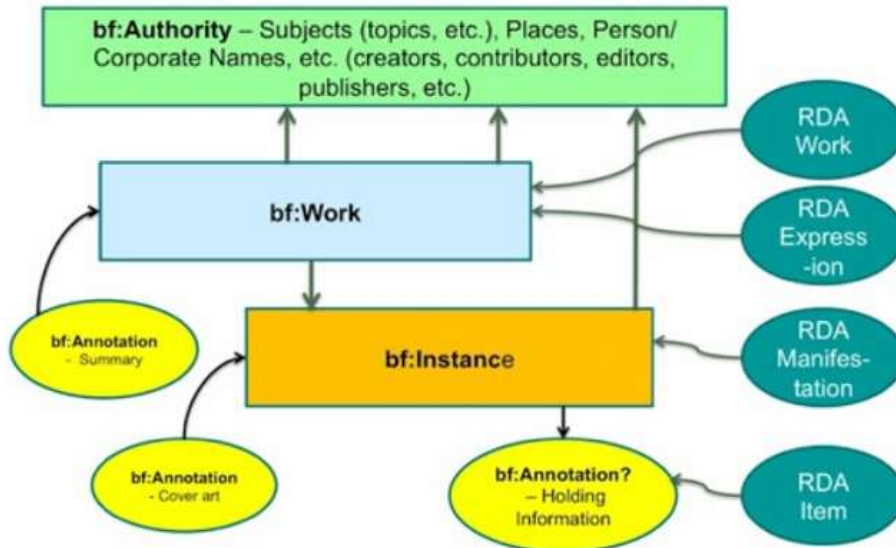 bf:Authority – Subjects (topics, etc.), Places, Person/
Corporate Names, etc. (creators, contributors, editors,
publishers, etc.)
RDA
Work
bf:Work
RDA
Express
-ion
bf:Annotation
- Summary
bf:Instance
RDA
Manifes-
tation
bf:Annotation
- Cover art
bf:Annotation?
– Holding
Information
RDA
Item